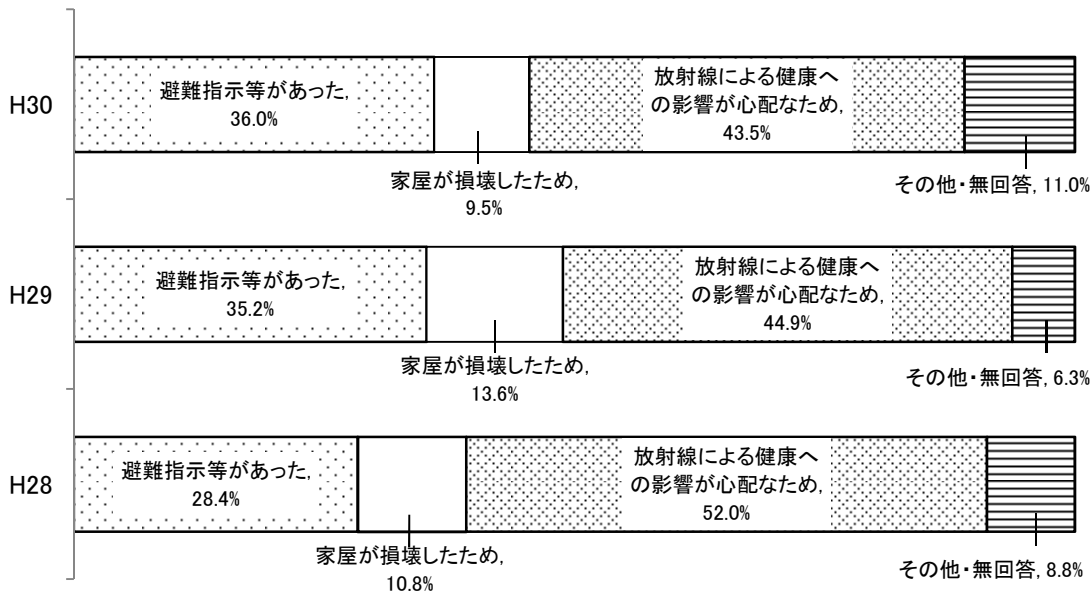 H30
避難指示等があった,
36.0%
家屋が損壊したため,
9.5%
放射線による健康へ
の影響が心配なため,
43.5%
その他・無回答, 11.0%
H29
避難指示等があった,
35.2%
家屋が損壊したため,
13.6%
放射線による健康へ
の影響が心配なため,
44.9%
その他・無回答, 6.3%
H28
避難指示等があった,
28.4%
家屋が損壊したため,
10.8%
放射線による健康へ
の影響が心配なため,
52.0%
その他・無回答, 8.8%